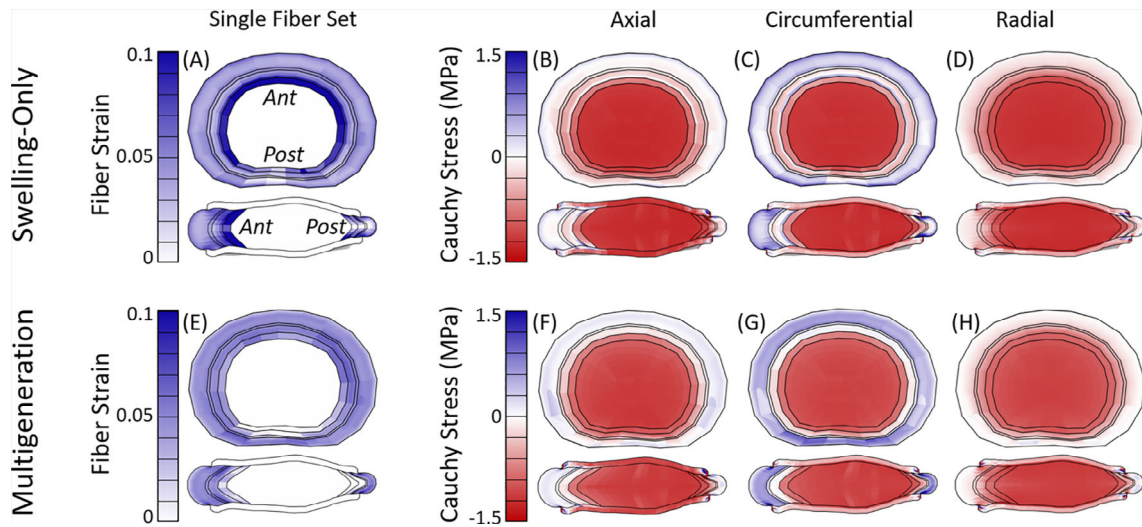 Single Fiber Set
Axial
Circumferential
Radial
Swelling-Only
Fiber Strain
0.1
0.05
0
(A)
Ant
Post
Ant
Post
Cauchy Stress (MPa)
1.5
0
-1.5
(B)
(C)
(D)
Multigeneration
Fiber Strain
0.1
0.05
0
(E)
Cauchy Stress (MPa)
1.5
0
-1.5
(F)
(G)
(H)